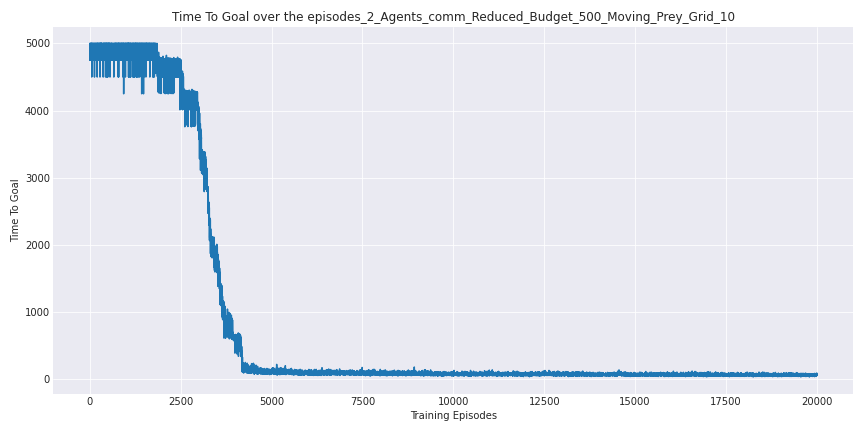 Time To Goal over the episodes_2_Agents_comm_Reduced_Budget_500_Moving_Prey_Grid_10
5000
4000
3000
2000
1000
0
Time To Goal
0 2500 5000 7500 10000 12500 15000 17500 20000
Training Episodes